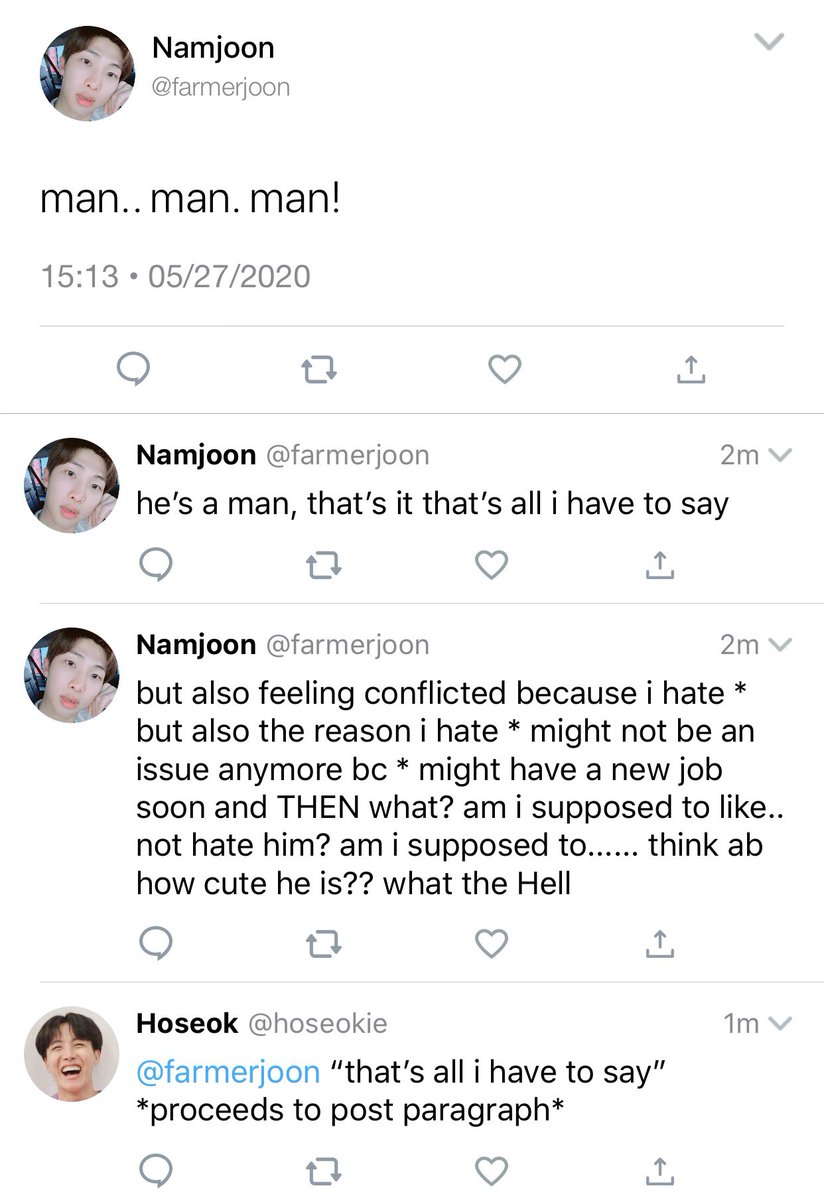 Namjoon
@farmerjoon
man.. man. man!
15:13 • 05/27/2020
Namjoon @farmerjoon 2m
he’s a man, that’s it that’s all i have to say
Namjoon @farmerjoon 2m
but also feeling conflicted because i hate *
but also the reason i hate * might not be an
issue anymore bc * might have a new job
soon and THEN what? am i supposed to like..
not hate him? am i supposed to...... think ab
how cute he is?? what the Hell
Hoseok @hoseokie 1m
@farmerjoon “that’s all i have to say”
*proceeds to post paragraph*